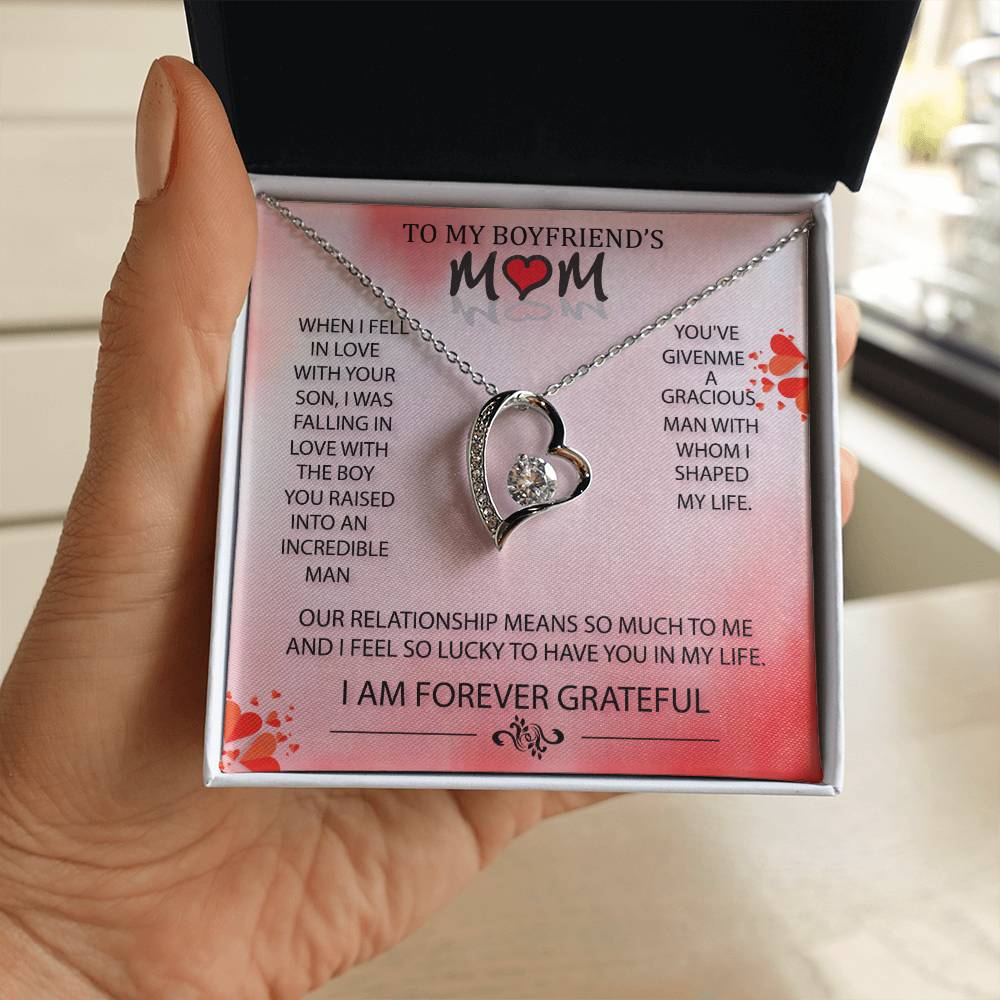 TO MY BOYFRIEND'S
MOM
WHEN I FELL
IN LOVE
WITH YOUR
SON, I WAS
FALLING IN
LOVE WITH
THE BOY
YOU RAISED
INTO AN
INCREDIBLE
MAN
YOU'VE
GIVENME
A
GRACIOUS
MAN WITH
WHOM I
SHAPED
MY LIFE.
OUR RELATIONSHIP MEANS SO MUCH TO ME
AND I FEEL SO LUCKY TO HAVE YOU IN MY LIFE.
I AM FOREVER GRATEFUL